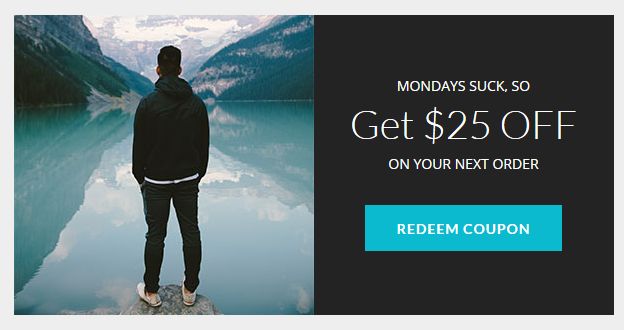 MONDAYS SUCK, SO
Get $25 OFF
ON YOUR NEXT ORDER
REDEEM COUPON